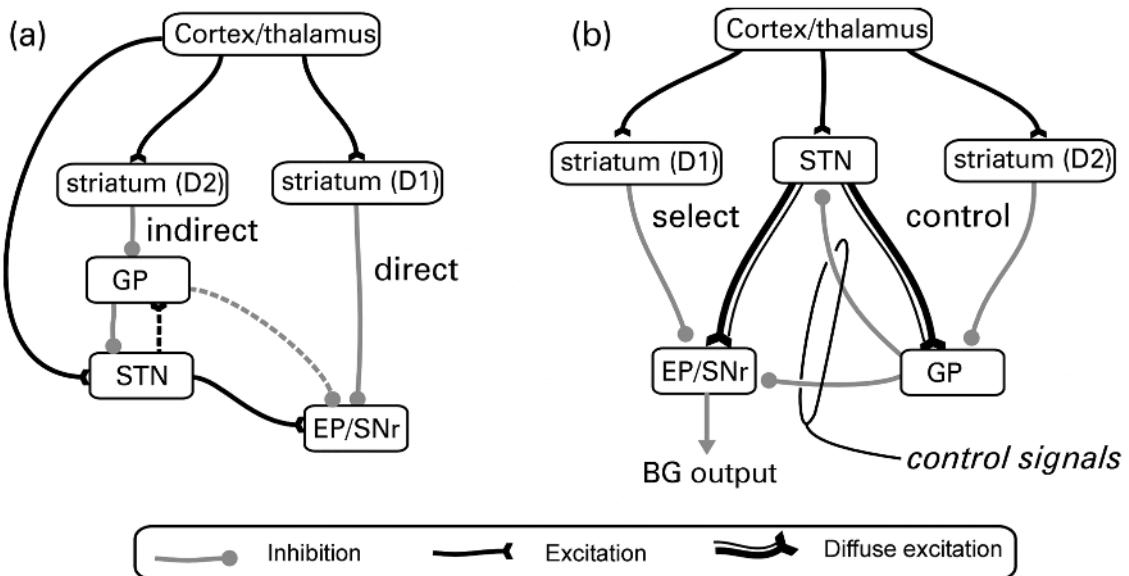 (a)
Cortex/thalamus
striatum (D2)
striatum (D1)
indirect
direct
GP
STN
EP/SNr
(b)
Cortex/thalamus
striatum (D1)
STN
striatum (D2)
select
control
EP/SNr
GP
BG output
control signals
Inhibition
Excitation
Diffuse excitation